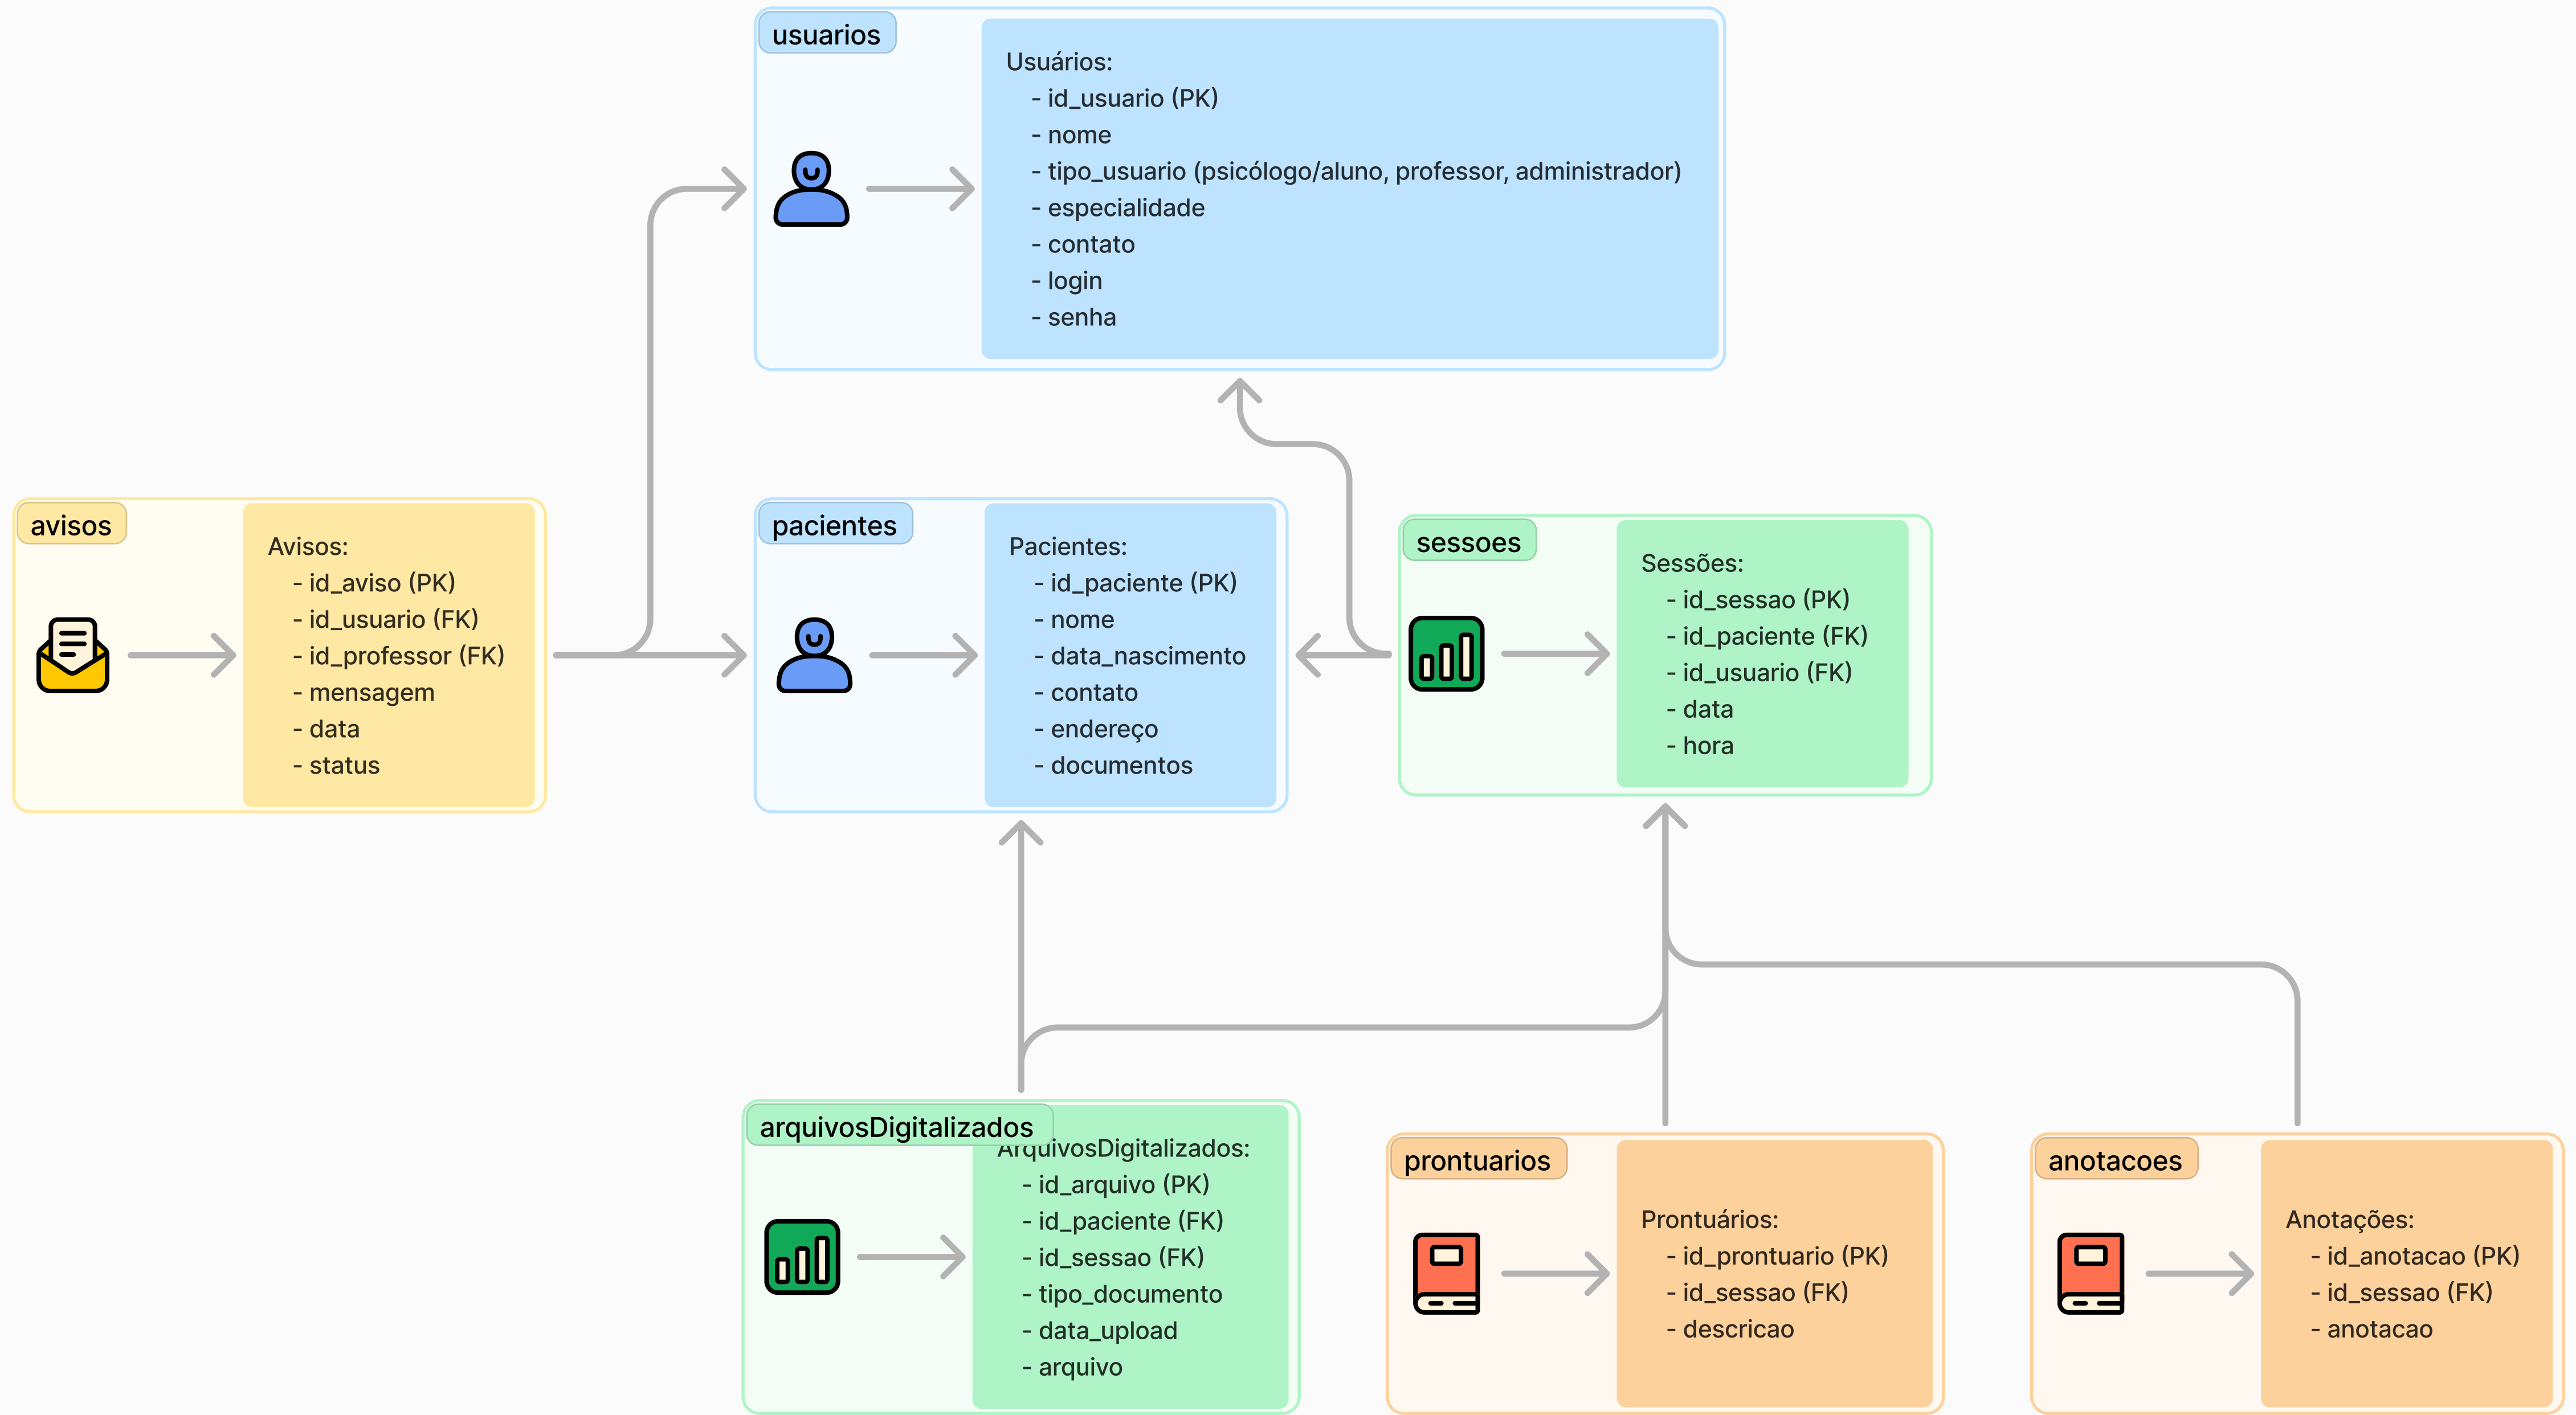 usuarios
Usuários:
- id_usuario (PK)
- nome
- tipo_usuario (psicólogo/aluno, professor, administrador)
- especialidade
- contato
- login
- senha
avisos
Avisos:
- id_aviso (PK)
- id_usuario (FK)
- id_professor (FK)
- mensagem
- data
- status
pacientes
Pacientes:
- id_paciente (PK)
- nome
- data_nascimento
- contato
- endereço
- documentos
sessoes
Sessões:
- id_sessao (PK)
- id_paciente (FK)
- id_usuario (FK)
- data
- hora
arquivosDigitalizados
ArquivosDigitalizados:
- id_arquivo (PK)
- id_paciente (FK)
- id_sessao (FK)
- tipo_documento
- data_upload
- arquivo
prontuarios
Prontuários:
- id_prontuario (PK)
- id_sessao (FK)
- descricao
anotacoes
Anotações:
- id_anotacao (PK)
- id_sessao (FK)
- anotacao